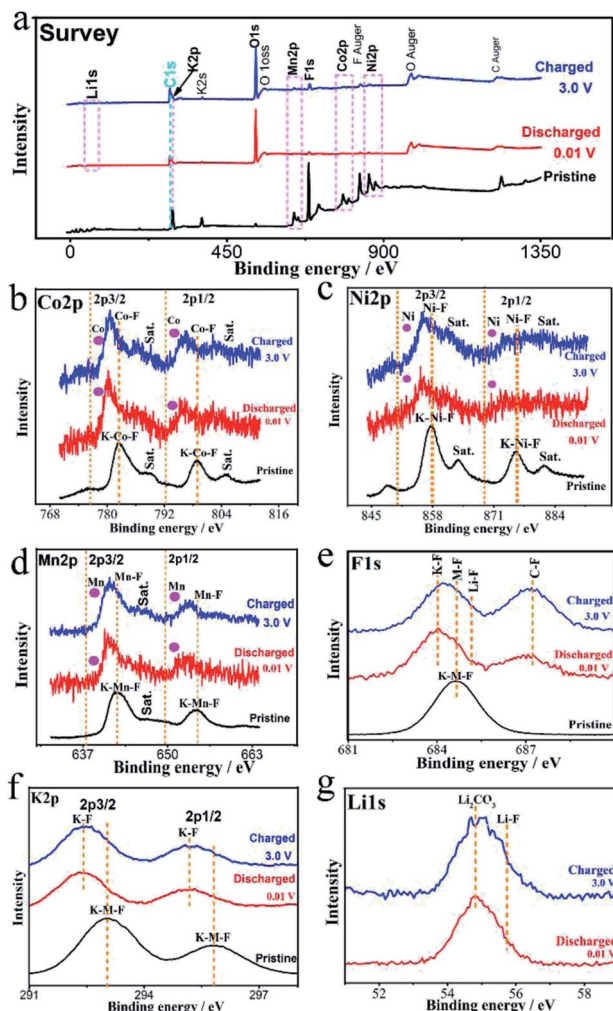 a
Survey
Li1s
C1s
K2p
K2s
O1s
O loss
Mn2p
F1s
Co2p
F Auger
Ni2p
O Auger
C Auger
Charged
3.0 V
Discharged
0.01 V
Pristine
Intensity
0 450 900 1350
Binding energy / eV
b
Co2p
2p3/2 2p1/2
Co Co-F Sat. Co Co-F Sat.
Charged
3.0 V
Discharged
0.01 V
K-Co-F Sat. K-Co-F Sat.
Pristine
Intensity
768 780 792 804 816
Binding energy / eV
c
Ni2p
2p3/2 2p1/2
Ni Ni-F Sat. Ni Ni-F Sat.
Charged
3.0 V
Discharged
0.01 V
K-Ni-F Sat. K-Ni-F Sat.
Pristine
Intensity
845 858 871 884
Binding energy / eV
d
Mn2p
2p3/2 2p1/2
Mn Mn-F Sat. Mn Mn-F
Charged
3.0 V
Discharged
0.01 V
K-Mn-F Sat. K-Mn-F
Pristine
Intensity
637 650 663
Binding energy / eV
e
F1s
K-F M-F Li-F C-F
Charged
3.0 V
Discharged
0.01 V
K-M-F
Pristine
Intensity
681 684 687
Binding energy / eV
f
K2p
2p3/2 2p1/2
K-F K-F
Charged
3.0 V
Discharged
0.01 V
K-M-F K-M-F
Pristine
Intensity
291 294 297
Binding energy / eV
g
Li1s
Li₂CO₃ Li-F
Charged
3.0 V
Discharged
0.01 V
Intensity
52 54 56 58
Binding energy / eV